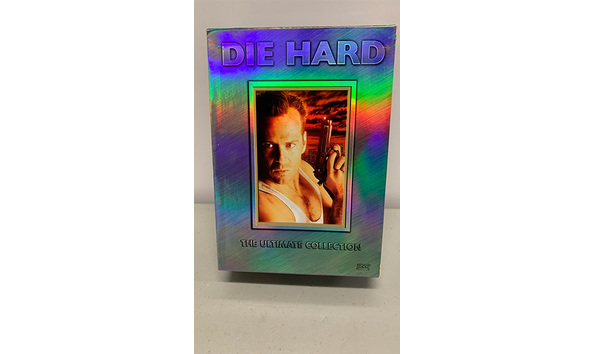 DIE HARD
THE ULTIMATE COLLECTION